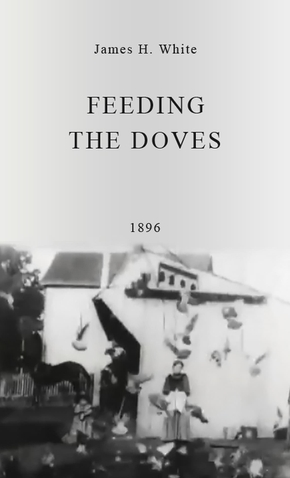 James H. White
FEEDING
THE DOVES
1896